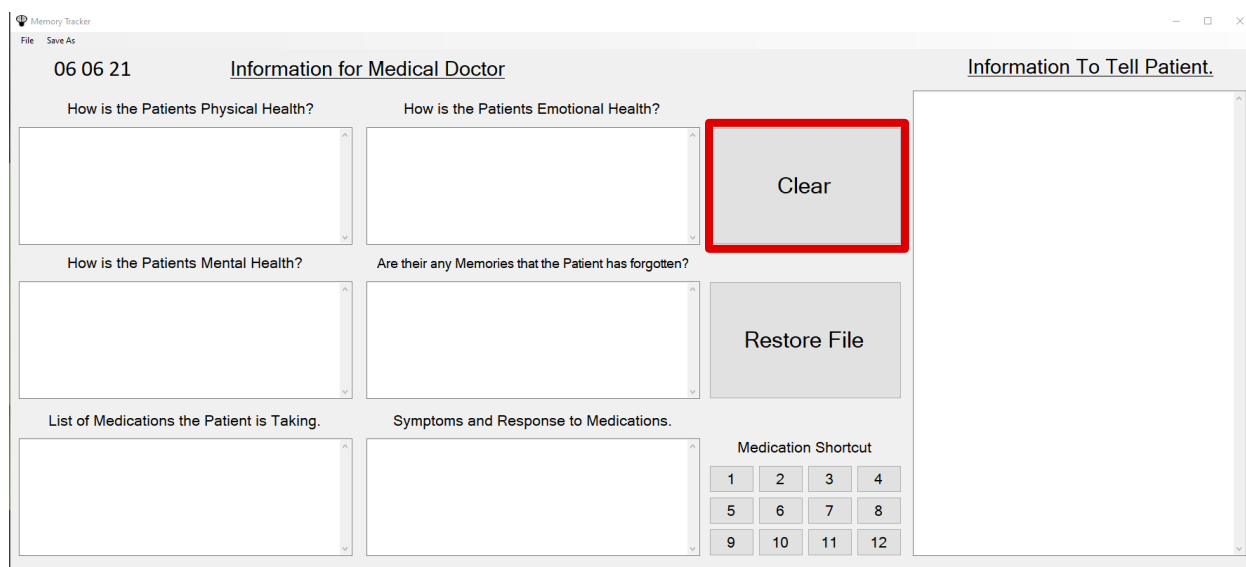 Memory Tracker
File Save As
06 06 21
Information for Medical Doctor
Information To Tell Patient.
How is the Patients Physical Health?
How is the Patients Emotional Health?
Clear
How is the Patients Mental Health?
Are their any Memories that the Patient has forgotten?
Restore File
List of Medications the Patient is Taking.
Symptoms and Response to Medications.
Medication Shortcut
1 2 3 4
5 6 7 8
9 10 11 12